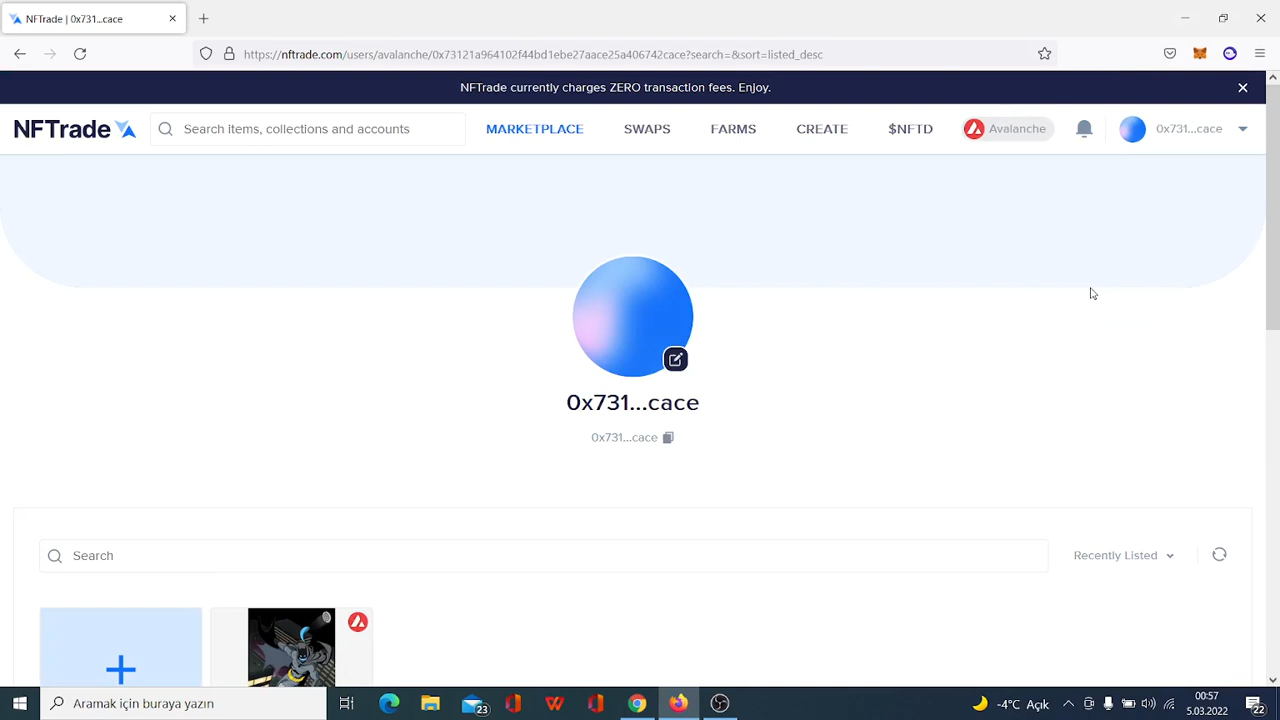 NFTrade | 0x731...cace
https://nftrade.com/users/avalanche/0x73121a964102f44bd1ebe27aace25a406742cace?search=&sort=listed_desc
NFTrade currently charges ZERO transaction fees. Enjoy.
NFTrade
Search items, collections and accounts
MARKETPLACE
SWAPS
FARMS
CREATE
$NFTD
Avalanche
0x731...cace
0x731...cace
0x731...cace
Search
Recently Listed
Aramak için buraya yazın
23
-4°C Açık
00:57
5.03.2022
22